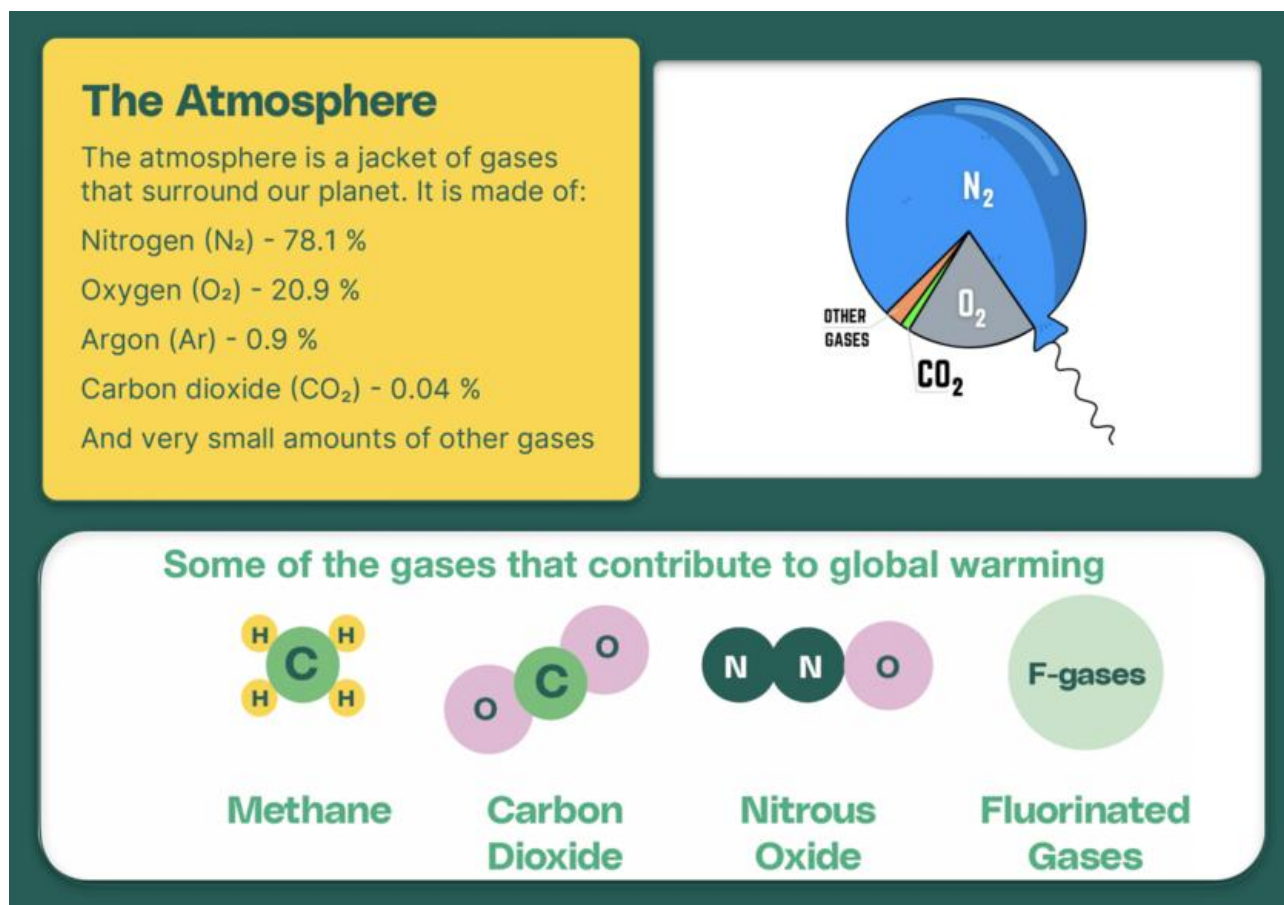 The Atmosphere
The atmosphere is a jacket of gases
that surround our planet. It is made of:
Nitrogen (N₂) - 78.1 %
Oxygen (O₂) - 20.9 %
Argon (Ar) - 0.9 %
Carbon dioxide (CO₂) - 0.04 %
And very small amounts of other gases
N₂
O₂
OTHER
GASES
CO₂
Some of the gases that contribute to global warming
H H
C
H H
O
C
O
N N O
F-gases
Methane
Carbon
Dioxide
Nitrous
Oxide
Fluorinated
Gases